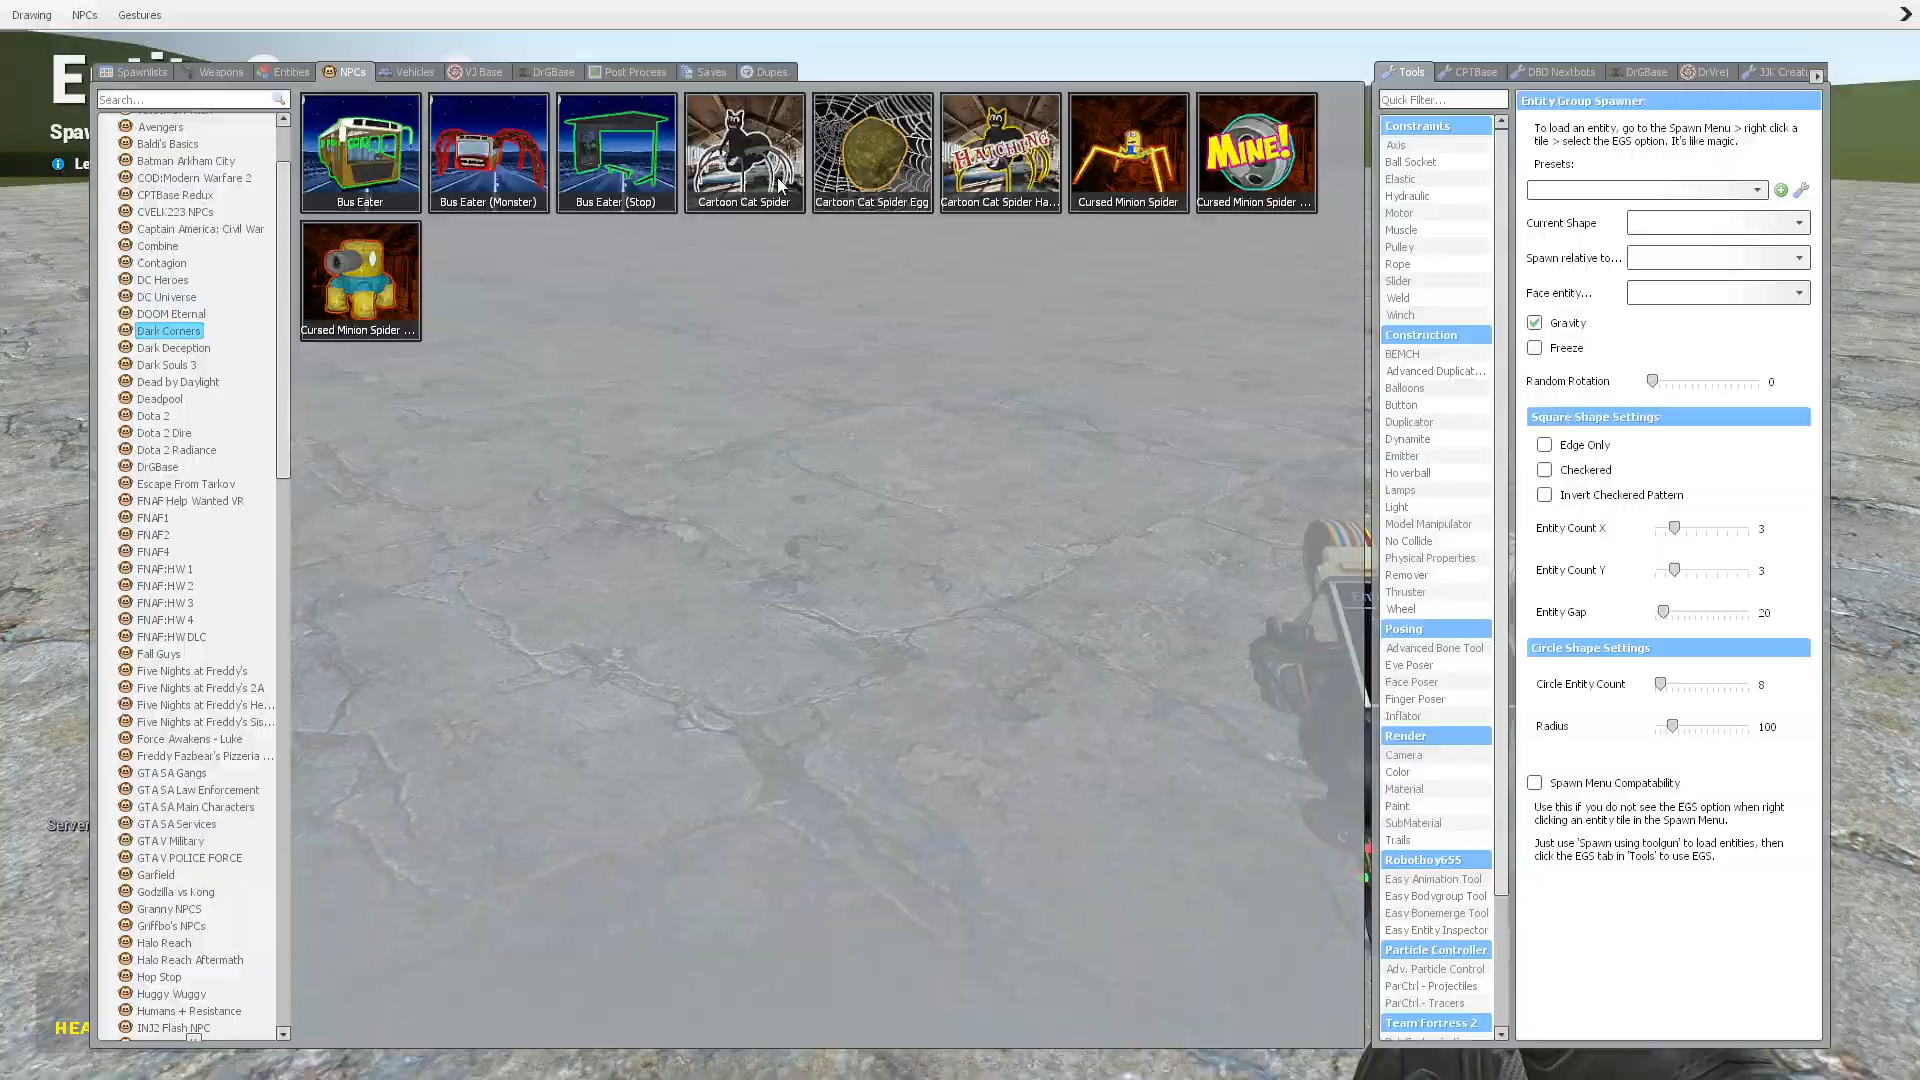 Drawing NPCs Gestures
Spawnlists Weapons Entities NPCs Vehicles VJ Base DrGBase Post Process Saves Dupes
Search...
Avengers
Baldi's Basics
Batman Arkham City
COD:Modern Warfare 2
CPTBase Redux
CVELK223 NPCs
Captain America: Civil War
Combine
Contagion
DC Heroes
DC Universe
DOOM Eternal
Dark Corners
Dark Deception
Dark Souls 3
Dead by Daylight
Deadpool
Dota 2
Dota 2 Dire
Dota 2 Radiance
DrGBase
Escape From Tarkov
FNAF Help Wanted VR
FNAF1
FNAF2
FNAF4
FNAF:HW 1
FNAF:HW 2
FNAF:HW 3
FNAF:HW 4
FNAF:HW DLC
Fall Guys
Five Nights at Freddy's
Five Nights at Freddy's 2A
Five Nights at Freddy's He...
Five Nights at Freddy's Sis...
Force Awakens - Luke
Freddy Fazbear's Pizzeria ...
GTA SA Gangs
GTA SA Law Enforcement
GTA SA Main Characters
GTA SA Services
GTA V Military
GTA V POLICE FORCE
Garfield
Godzilla vs Kong
Granny NPCS
Griffbo's NPCs
Halo Reach
Halo Reach Aftermath
Hop Stop
Huggy Wuggy
Humans + Resistance
INJ2 Flash NPC
Bus Eater
Bus Eater (Monster)
Bus Eater (Stop)
Cartoon Cat Spider
Cartoon Cat Spider Egg
HATCHING
Cartoon Cat Spider Ha...
Cursed Minion Spider
MINE!
Cursed Minion Spider ...
Cursed Minion Spider ...
Tools CPTBase DBD Nextbots DrGBase DrVrej JJK Creat
Quick Filter...
Constraints
Axis
Ball Socket
Elastic
Hydraulic
Motor
Muscle
Pulley
Rope
Slider
Weld
Winch
Construction
BEMCH
Advanced Duplicat...
Balloons
Button
Duplicator
Dynamite
Emitter
Hoverball
Lamps
Light
Model Manipulator
No Collide
Physical Properties
Remover
Thruster
Wheel
Posing
Advanced Bone Tool
Eye Poser
Face Poser
Finger Poser
Inflator
Render
Camera
Color
Material
Paint
SubMaterial
Trails
Robotboy655
Easy Animation Tool
Easy Bodygroup Tool
Easy Bonemerge Tool
Easy Entity Inspector
Particle Controller
Adv. Particle Control
ParCtrl - Projectiles
ParCtrl - Tracers
Team Fortress 2
Entity Group Spawner
To load an entity, go to the Spawn Menu > right click a
tile > select the EGS option. It's like magic.
Presets:
Current Shape
Spawn relative to...
Face entity...
Gravity
Freeze
Random Rotation 0
Square Shape Settings
Edge Only
Checkered
Invert Checkered Pattern
Entity Count X 3
Entity Count Y 3
Entity Gap 20
Circle Shape Settings
Circle Entity Count 8
Radius 100
Spawn Menu Compatability
Use this if you do not see the EGS option when right
clicking an entity tile in the Spawn Menu.
Just use 'Spawn using toolgun' to load entities, then
click the EGS tab in 'Tools' to use EGS.
Server
HEA